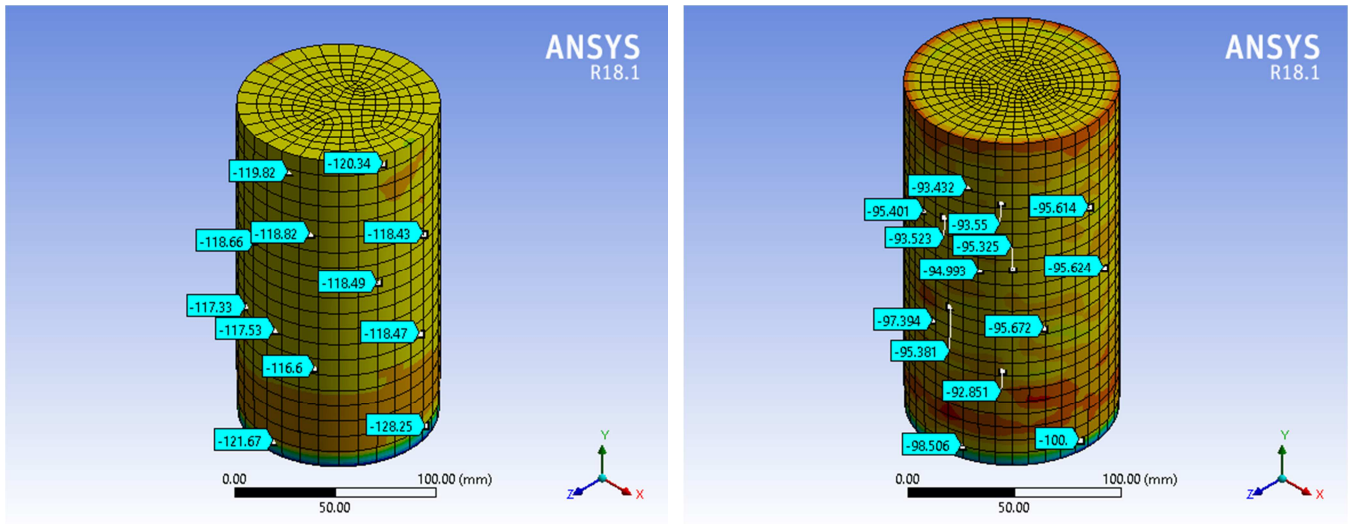 ANSYS
R18.1
-120.34
-119.82
-118.82
-118.43
-118.66
-118.49
-117.33
-117.53
-118.47
-116.6
-128.25
-121.67
0.00
100.00 (mm)
50.00
Y
Z
X
ANSYS
R18.1
-93.432
-95.401
-93.55
-95.614
-93.523
-95.325
-94.993
-95.624
-97.394
-95.672
-95.381
-92.851
-98.506
-100.
0.00
100.00 (mm)
50.00
Y
Z
X